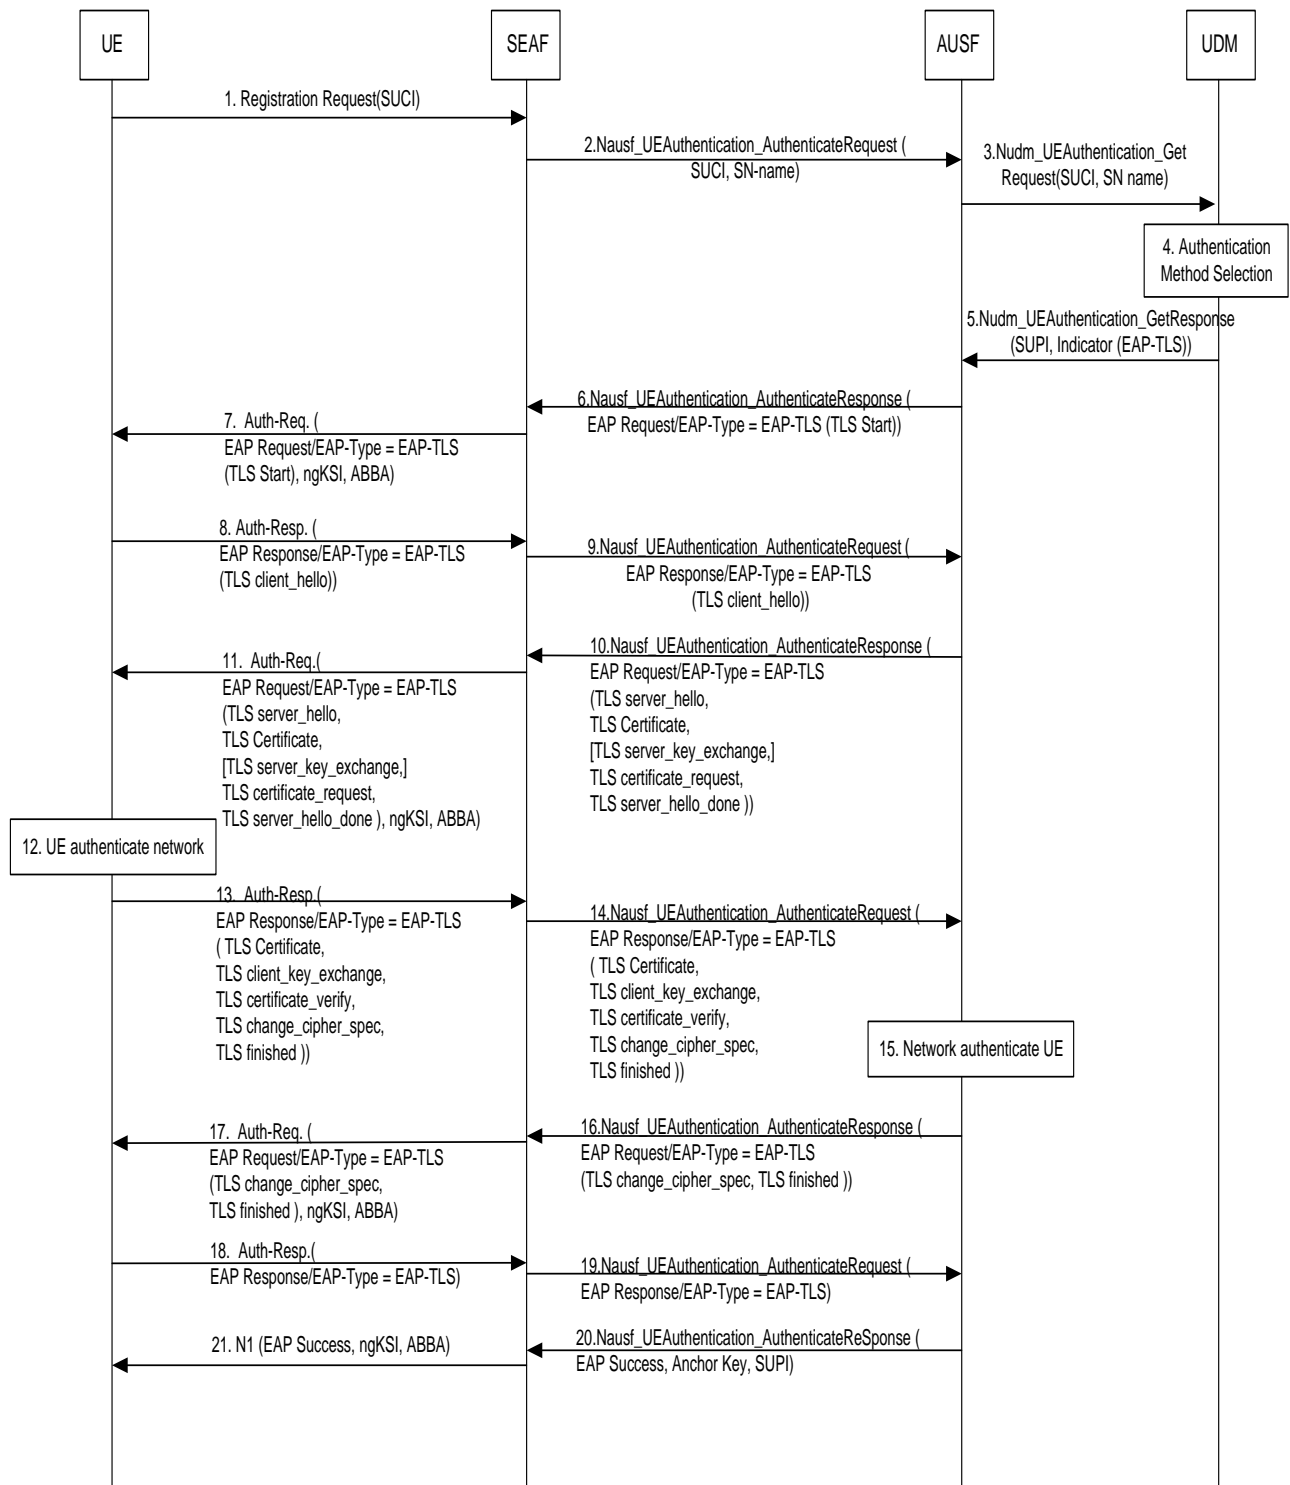 UE
SEAF
AUSF
UDM
1. Registration Request(SUCI)
2.Nausf_UEAuthentication_AuthenticateRequest (
SUCI, SN-name)
3.Nudm_UEAuthentication_Get
Request(SUCI, SN name)
4. Authentication
Method Selection
5.Nudm_UEAuthentication_GetResponse
(SUPI, Indicator (EAP-TLS))
6.Nausf_UEAuthentication_AuthenticateResponse (
EAP Request/EAP-Type = EAP-TLS (TLS Start))
7.  Auth-Req. (
EAP Request/EAP-Type = EAP-TLS
(TLS Start), ngKSI, ABBA)
8. Auth-Resp. (
EAP Response/EAP-Type = EAP-TLS
(TLS client_hello))
9.Nausf_UEAuthentication_AuthenticateRequest (
EAP Response/EAP-Type = EAP-TLS
(TLS client_hello))
10.Nausf_UEAuthentication_AuthenticateResponse (
EAP Request/EAP-Type = EAP-TLS
(TLS server_hello,
TLS Certificate,
[TLS server_key_exchange,]
TLS certificate_request,
TLS server_hello_done ))
11.  Auth-Req.(
EAP Request/EAP-Type = EAP-TLS
(TLS server_hello,
TLS Certificate,
[TLS server_key_exchange,]
TLS certificate_request,
TLS server_hello_done ), ngKSI, ABBA)
12. UE authenticate network
13.  Auth-Resp.(
EAP Response/EAP-Type = EAP-TLS
( TLS Certificate,
TLS client_key_exchange,
TLS certificate_verify,
TLS change_cipher_spec,
TLS finished ))
14.Nausf_UEAuthentication_AuthenticateRequest (
EAP Response/EAP-Type = EAP-TLS
( TLS Certificate,
TLS client_key_exchange,
TLS certificate_verify,
TLS change_cipher_spec,
TLS finished ))
15. Network authenticate UE
16.Nausf_UEAuthentication_AuthenticateResponse (
EAP Request/EAP-Type = EAP-TLS
(TLS change_cipher_spec, TLS finished ))
17.  Auth-Req. (
EAP Request/EAP-Type = EAP-TLS
(TLS change_cipher_spec,
TLS finished ), ngKSI, ABBA)
18.  Auth-Resp.(
EAP Response/EAP-Type = EAP-TLS)
19.Nausf_UEAuthentication_AuthenticateRequest (
EAP Response/EAP-Type = EAP-TLS)
20.Nausf_UEAuthentication_AuthenticateReSponse (
EAP Success, Anchor Key, SUPI)
21. N1 (EAP Success, ngKSI, ABBA)